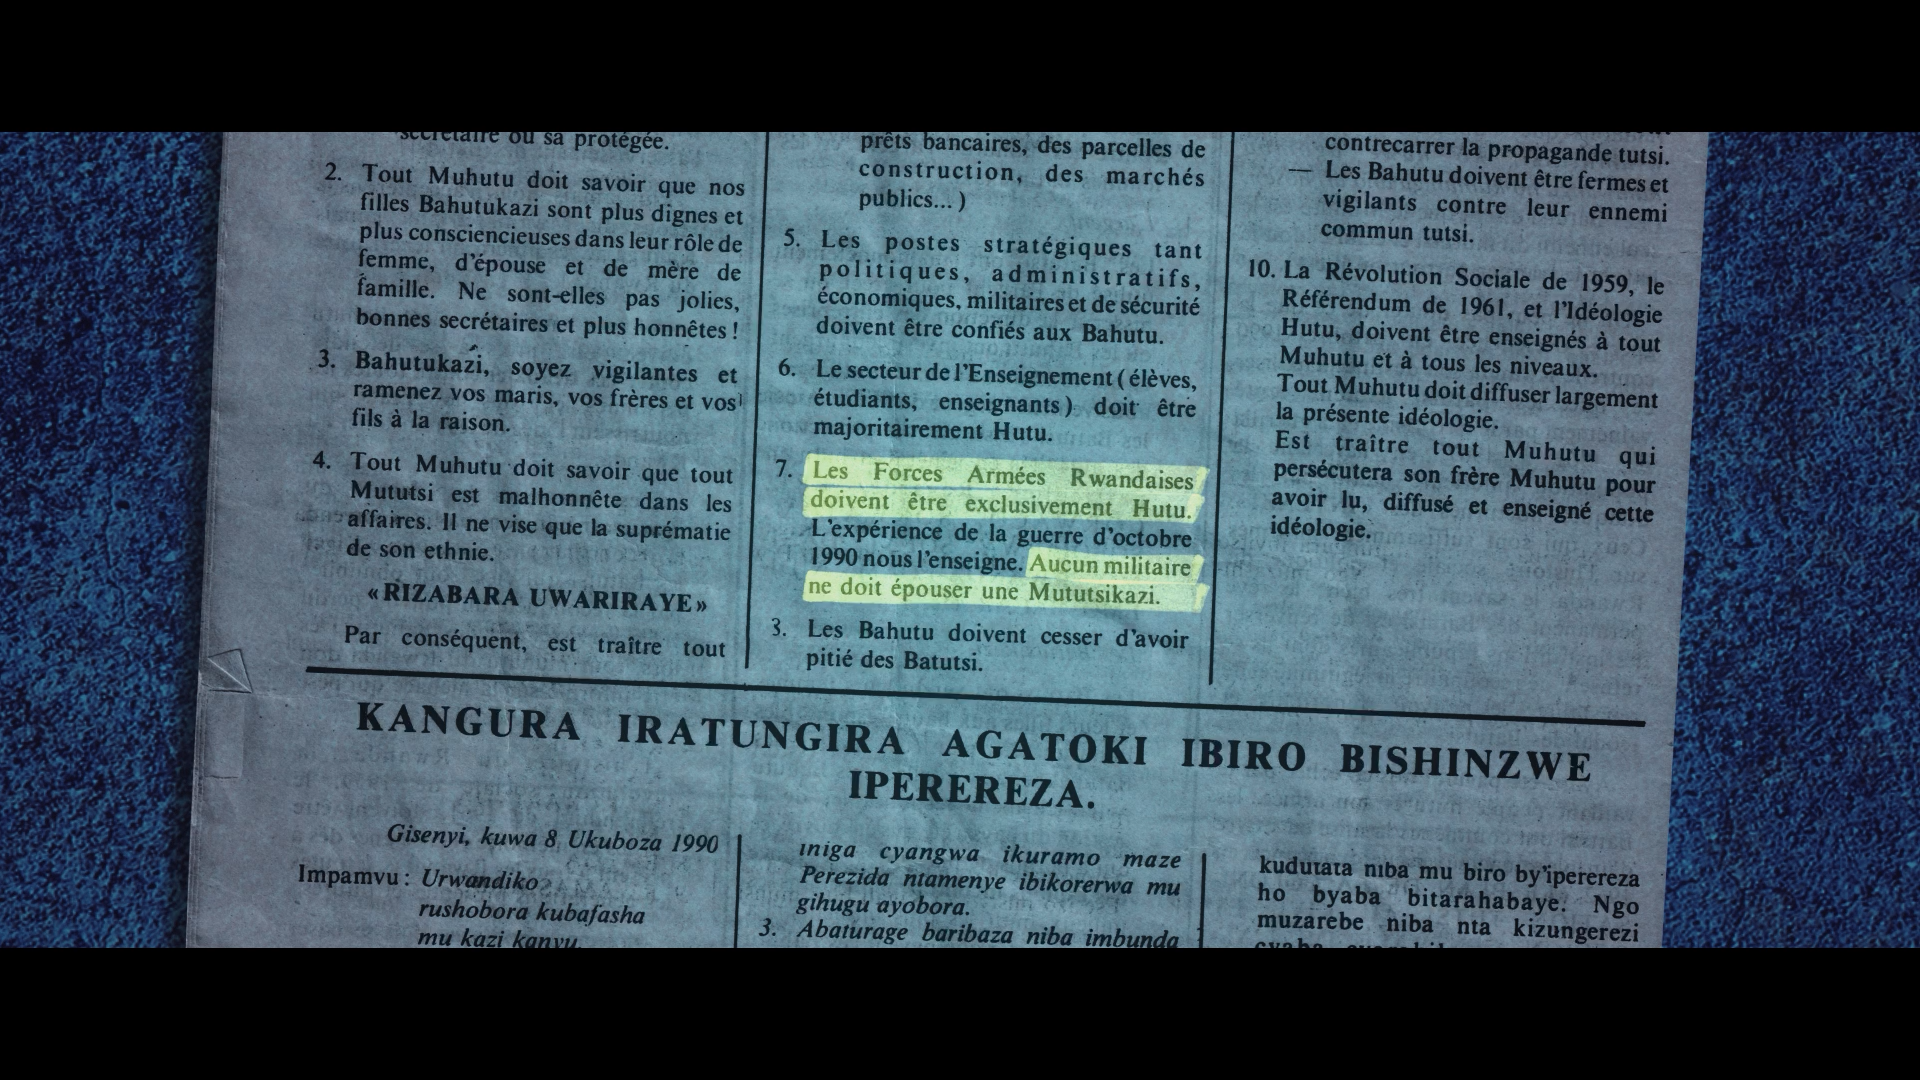 secrétaire ou sa protégée.
2. Tout Muhutu doit savoir que nos
filles Bahutukazi sont plus dignes et
plus consciencieuses dans leur rôle de
femme, d'épouse et de mère de
famille. Ne sont-elles pas jolies,
bonnes secrétaires et plus honnêtes !
3. Bahutukazi, soyez vigilantes et
ramenez vos maris, vos frères et vos
fils à la raison.
4. Tout Muhutu doit savoir que tout
Mututsi est malhonnête dans les
affaires. Il ne vise que la suprématie
de son ethnie.
«RIZABARA UWARIRAYE»
Par conséquent, est traître tout
prêts bancaires, des parcelles de
construction, des marchés
publics... )
5. Les postes stratégiques tant
politiques, administratifs,
économiques, militaires et de sécurité
doivent être confiés aux Bahutu.
6. Le secteur de l'Enseignement ( élèves,
étudiants, enseignants ) doit être
majoritairement Hutu.
7. Les Forces Armées Rwandaises
doivent être exclusivement Hutu.
L'expérience de la guerre d'octobre
1990 nous l'enseigne. Aucun militaire
ne doit épouser une Mututsikazi.
3. Les Bahutu doivent cesser d'avoir
pitié des Batutsi.
contrecarrer la propagande tutsi.
— Les Bahutu doivent être fermes et
vigilants contre leur ennemi
commun tutsi.
10. La Révolution Sociale de 1959, le
Référendum de 1961, et l'Idéologie
Hutu, doivent être enseignés à tout
Muhutu et à tous les niveaux.
Tout Muhutu doit diffuser largement
la présente idéologie.
Est traître tout Muhutu qui
persécutera son frère Muhutu pour
avoir lu, diffusé et enseigné cette
idéologie.
KANGURA IRATUNGIRA AGATOKI IBIRO BISHINZWE
IPEREREZA.
Gisenyi, kuwa 8 Ukuboza 1990
Impamvu : Urwandiko
rushobora kubafasha
mu kazi kanyu.
iniga cyangwa ikuramo maze
Perezida ntamenye ibikorerwa mu
gihugu ayobora.
3. Abaturage baribaza niba imbunda
kudutata niba mu biro by'iperereza
ho byaba bitarahabaye. Ngo
muzarebe niba nta kizungerezi